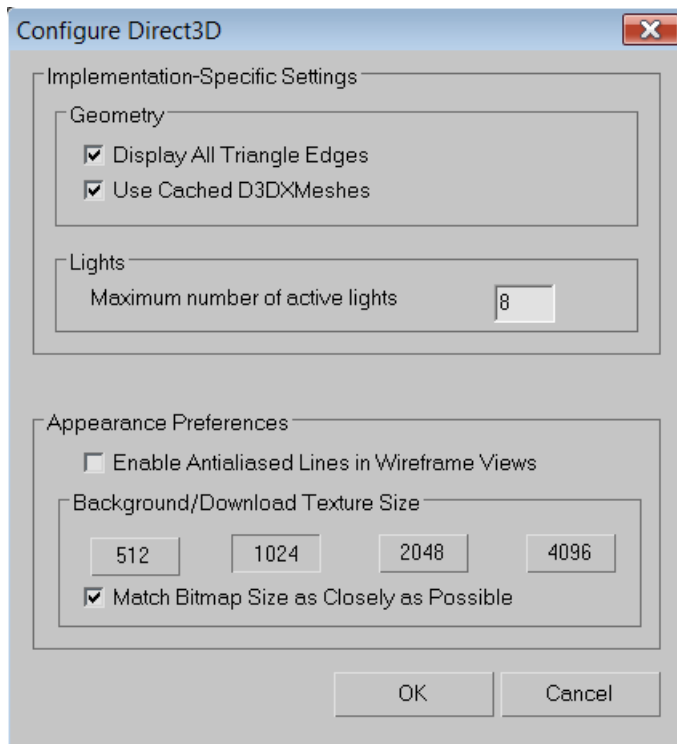 Configure Direct3D
Implementation-Specific Settings
Geometry
Display All Triangle Edges
Use Cached D3DXMeshes
Lights
Maximum number of active lights 8
Appearance Preferences
Enable Antialiased Lines in Wireframe Views
Background/Download Texture Size
512 1024 2048 4096
Match Bitmap Size as Closely as Possible
OK Cancel